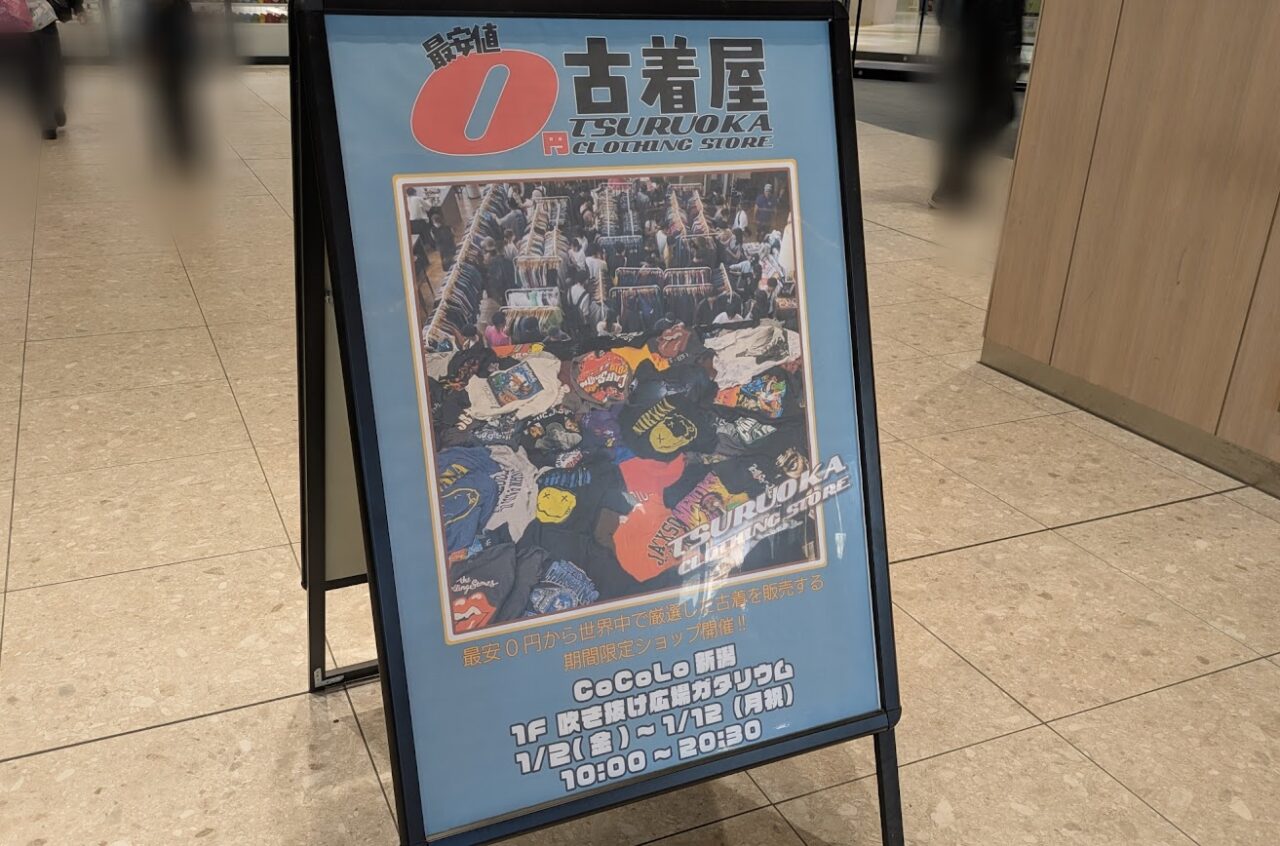 最安値
0円
古着屋
TSURUOKA
CLOTHING STORE
NIRVANA
JACKSON
TSURUOKA
CLOTHING STORE
最安0円から世界中で厳選した古着を販売する
期間限定ショップ開催!!
CoCoLo 新潟
1F 吹き抜け広場ガタリウム
1/2(金)～1/12(月祝)
10:00～20:30